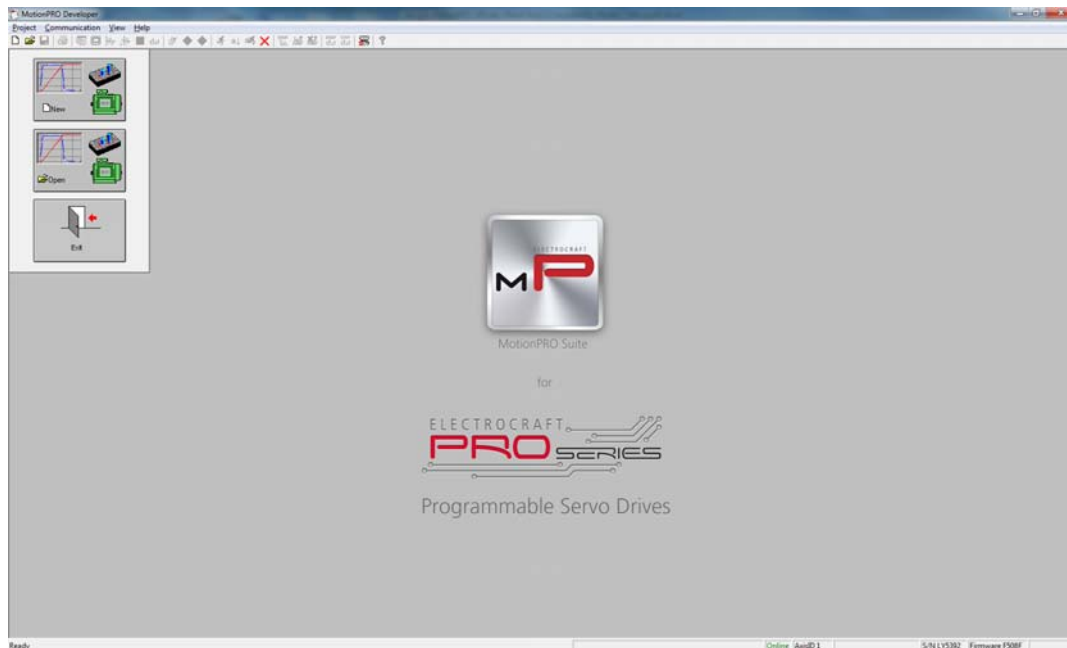 MotionPRO Developer
Project Communication View Help
New
Open
Exit
ELECTROCRAFT
MP
MotionPRO Suite
for
ELECTROCRAFT
PRO SERIES
Programmable Servo Drives
Ready
Online AxisID 1 S/N LY5392 Firmware F508F